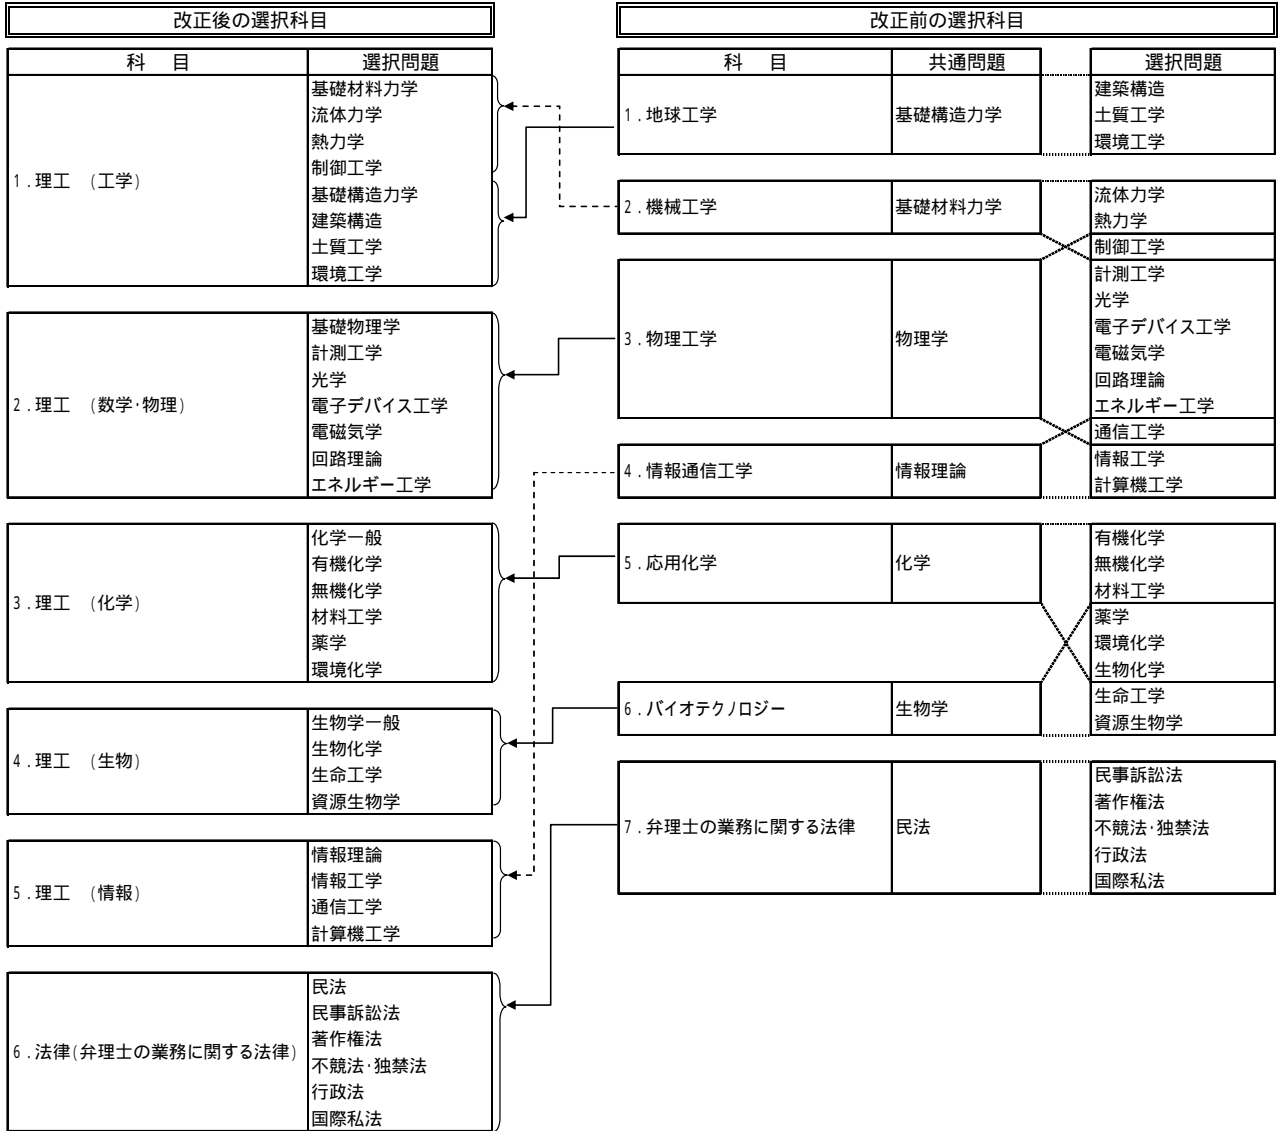 改正後の選択科目
科　目　選択問題
1.理工　(工学)
基礎材料力学
流体力学
熱力学
制御工学
基礎構造力学
建築構造
土質工学
環境工学
2.理工　(数学・物理)
基礎物理学
計測工学
光学
電子デバイス工学
電磁気学
回路理論
エネルギー工学
3.理工　(化学)
化学一般
有機化学
無機化学
材料工学
薬学
環境化学
4.理工　(生物)
生物学一般
生物化学
生命工学
資源生物学
5.理工　(情報)
情報理論
情報工学
通信工学
計算機工学
6.法律(弁理士の業務に関する法律)
民法
民事訴訟法
著作権法
不競法・独禁法
行政法
国際私法
改正前の選択科目
科　目　共通問題　選択問題
1.地球工学　基礎構造力学
建築構造
土質工学
環境工学
2.機械工学　基礎材料力学
流体力学
熱力学
制御工学
3.物理工学　物理学
計測工学
光学
電子デバイス工学
電磁気学
回路理論
エネルギー工学
通信工学
4.情報通信工学　情報理論
情報工学
計算機工学
5.応用化学　化学
有機化学
無機化学
材料工学
薬学
環境化学
生物化学
6.バイオテクノロジー　生物学
生命工学
資源生物学
7.弁理士の業務に関する法律　民法
民事訴訟法
著作権法
不競法・独禁法
行政法
国際私法